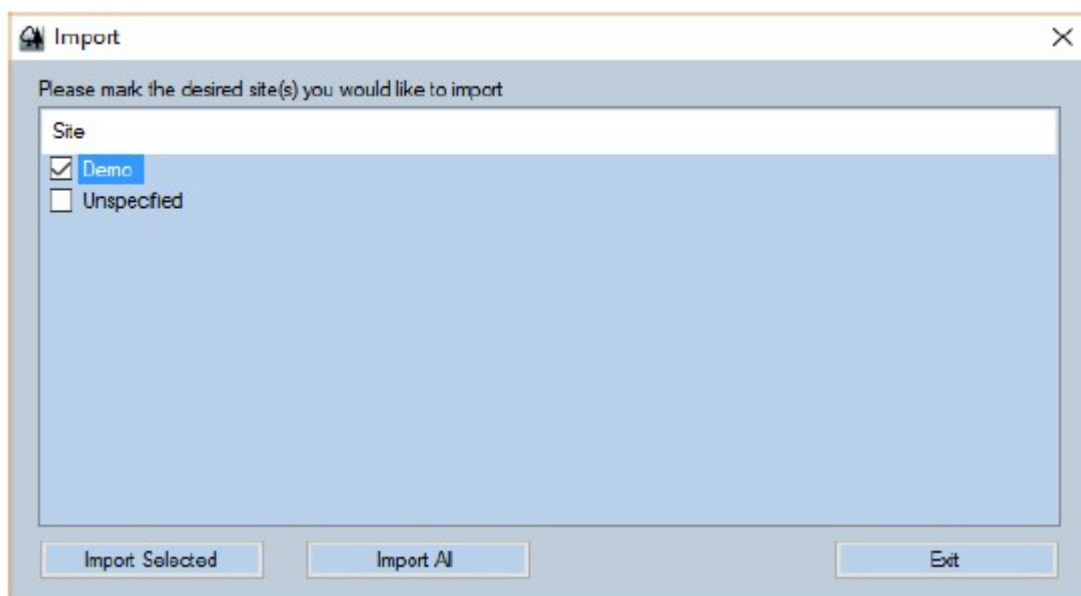 Import
Please mark the desired site(s) you would like to import
Site
Demo
Unspecified
Import Selected
Import All
Exit